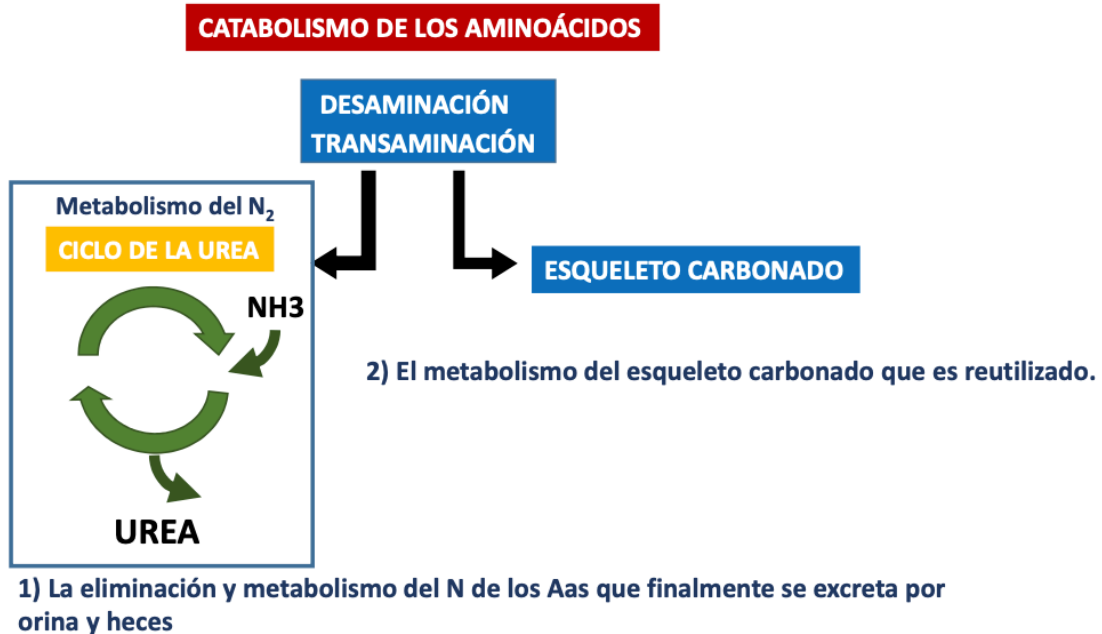 CATABOLISMO DE LOS AMINOÁCIDOS
DESAMINACIÓN
TRANSAMINACIÓN
Metabolismo del N₂
CICLO DE LA UREA
NH3
UREA
ESQUELETO CARBONADO
2) El metabolismo del esqueleto carbonado que es reutilizado.
1) La eliminación y metabolismo del N de los Aas que finalmente se excreta por
orina y heces